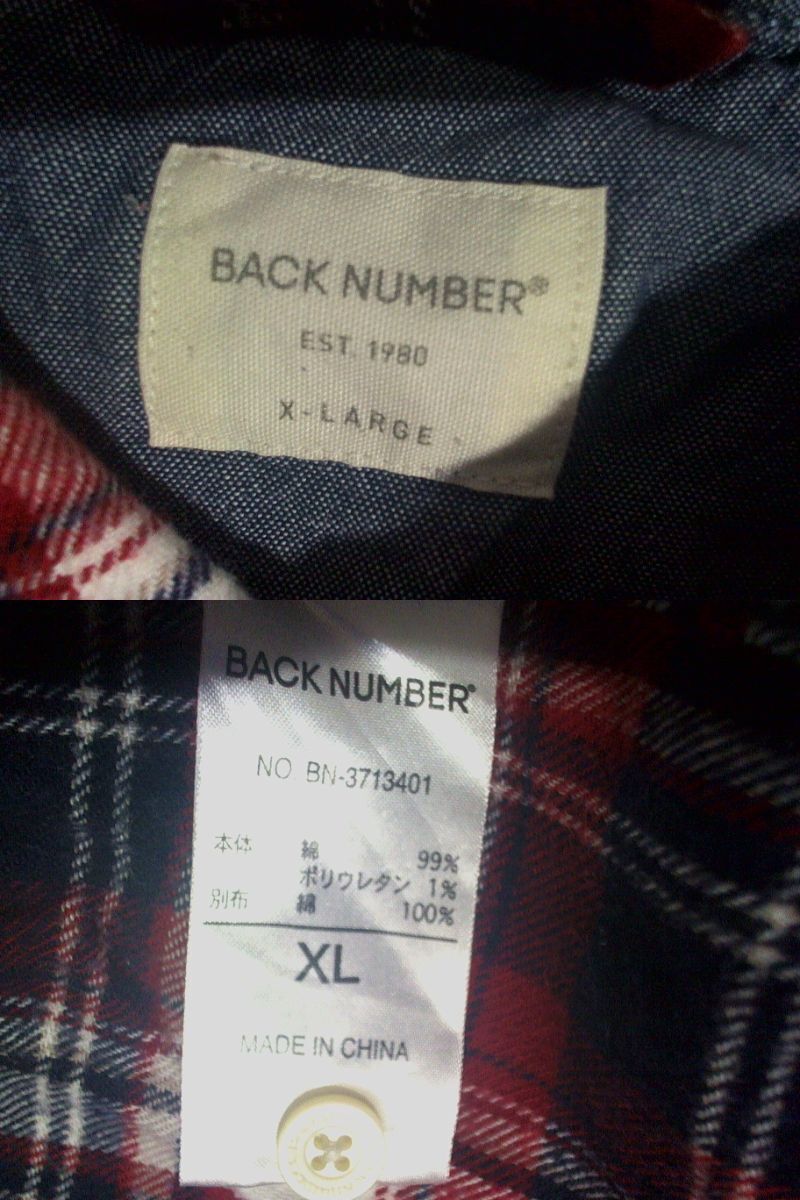 BACK NUMBER®
EST. 1980
X-LARGE
BACK NUMBER®
NO. BN-3713401
本体 綿 99%
ポリウレタン 1%
別布 綿 100%
XL
MADE IN CHINA